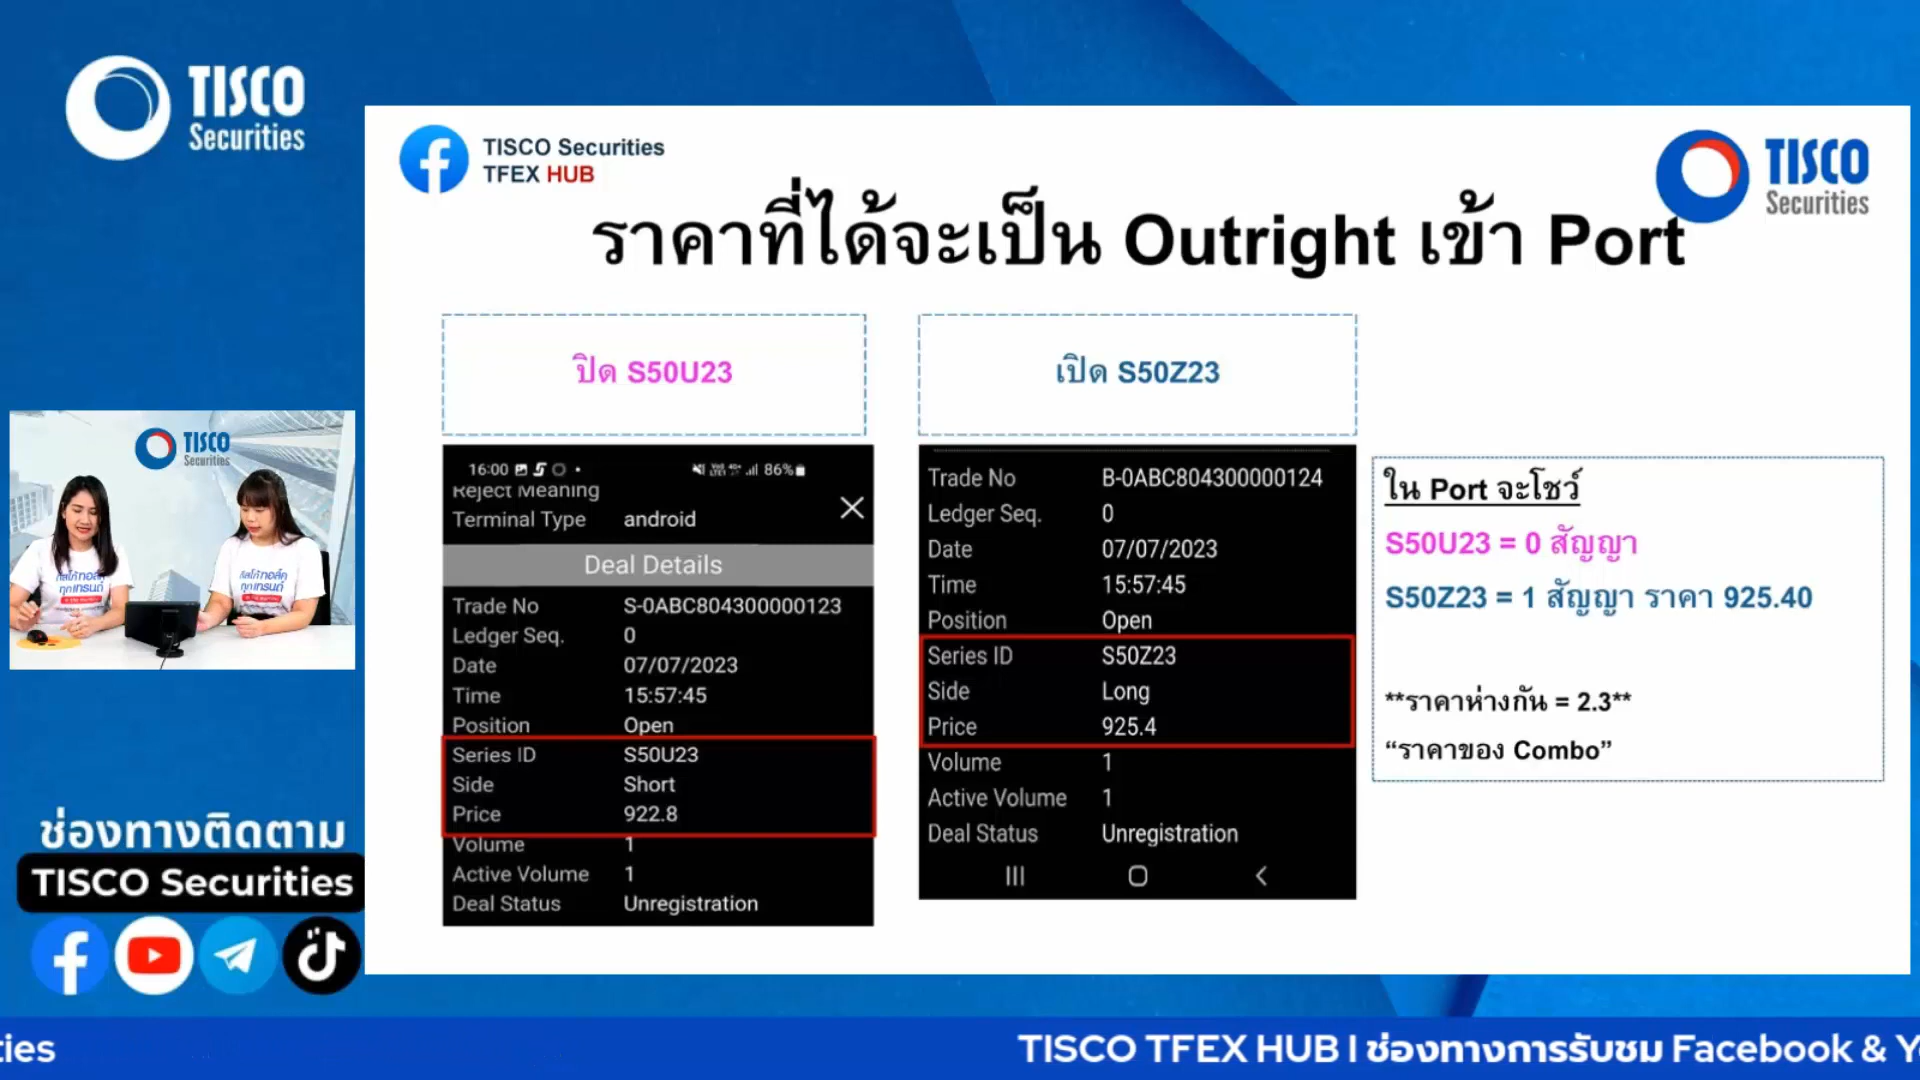 TISCO
Securities
TISCO Securities
TFEX HUB
TISCO
Securities
ราคาที่ได้จะเป็น Outright เข้า Port
ปิด S50U23
เปิด S50Z23
16:00
86%
Reject Meaning
Terminal Type android
Deal Details
Trade No S-0ABC804300000123
Ledger Seq. 0
Date 07/07/2023
Time 15:57:45
Position Open
Series ID S50U23
Side Short
Price 922.8
Volume 1
Active Volume 1
Deal Status Unregistration
Trade No B-0ABC804300000124
Ledger Seq. 0
Date 07/07/2023
Time 15:57:45
Position Open
Series ID S50Z23
Side Long
Price 925.4
Volume 1
Active Volume 1
Deal Status Unregistration
ใน Port จะโชว์
S50U23 = 0 สัญญา
S50Z23 = 1 สัญญา ราคา 925.40
**ราคาห่างกัน = 2.3**
“ราคาของ Combo”
TISCO
Securities
ช่องทางติดตาม
TISCO Securities
ties
TISCO TFEX HUB I ช่องทางการรับชม Facebook & Y